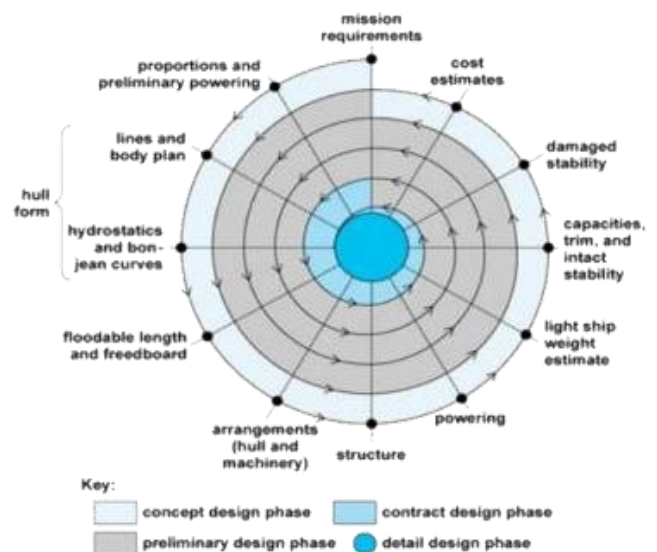 mission
requirements
proportions and
preliminary powering
cost
estimates
lines and
body plan
damaged
stability
hull
form
hydrostatics
and bon-
jean curves
capacities,
trim, and
intact
stability
floodable length
and freedboard
light ship
weight
estimate
arrangements
(hull and
machinery)
structure
powering
Key:
concept design phase
contract design phase
preliminary design phase
detail design phase